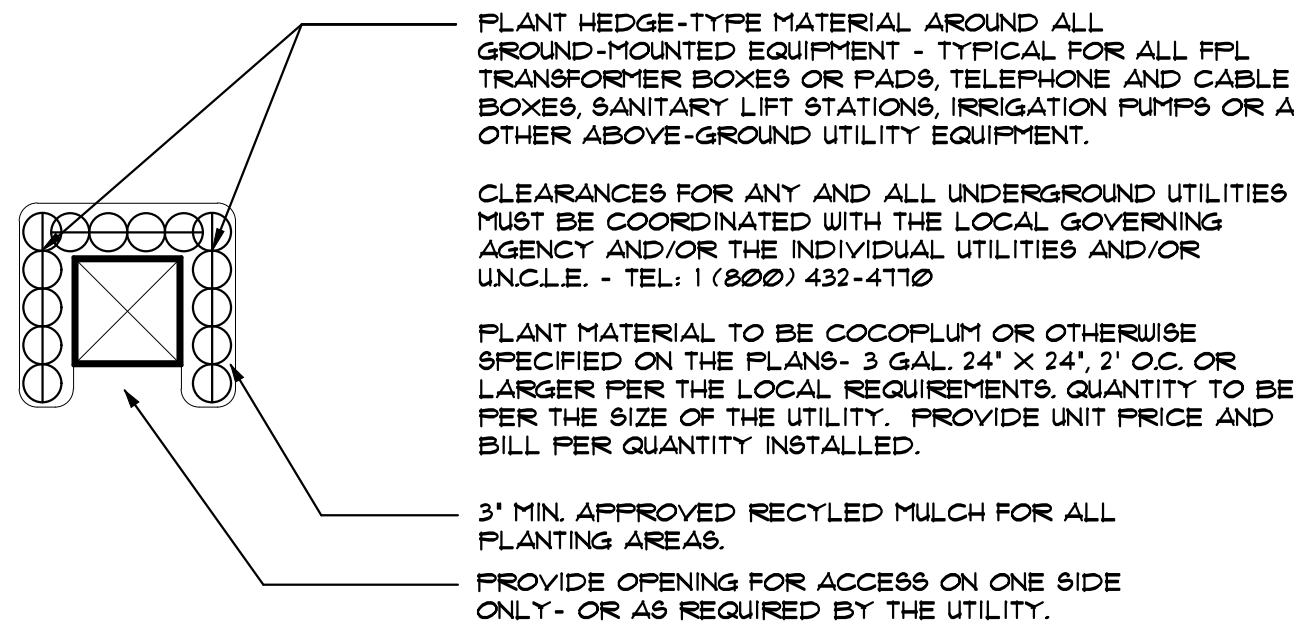 PLANT HEDGE-TYPE MATERIAL AROUND ALL
GROUND-MOUNTED EQUIPMENT - TYPICAL FOR ALL FPL
TRANSFORMER BOXES OR PADS, TELEPHONE AND CABLE
BOXES, SANITARY LIFT STATIONS, IRRIGATION PUMPS OR A
OTHER ABOVE-GROUND UTILITY EQUIPMENT.
CLEARANCES FOR ANY AND ALL UNDERGROUND UTILITIES
MUST BE COORDINATED WITH THE LOCAL GOVERNING
AGENCY AND/OR THE INDIVIDUAL UTILITIES AND/OR
U.N.C.L.E. - TEL: 1 (800) 432-4770
PLANT MATERIAL TO BE COCOPLUM OR OTHERWISE
SPECIFIED ON THE PLANS- 3 GAL. 24" X 24", 2' O.C. OR
LARGER PER THE LOCAL REQUIREMENTS. QUANTITY TO BE
PER THE SIZE OF THE UTILITY. PROVIDE UNIT PRICE AND
BILL PER QUANTITY INSTALLED.
3" MIN. APPROVED RECYLED MULCH FOR ALL
PLANTING AREAS.
PROVIDE OPENING FOR ACCESS ON ONE SIDE
ONLY- OR AS REQUIRED BY THE UTILITY.